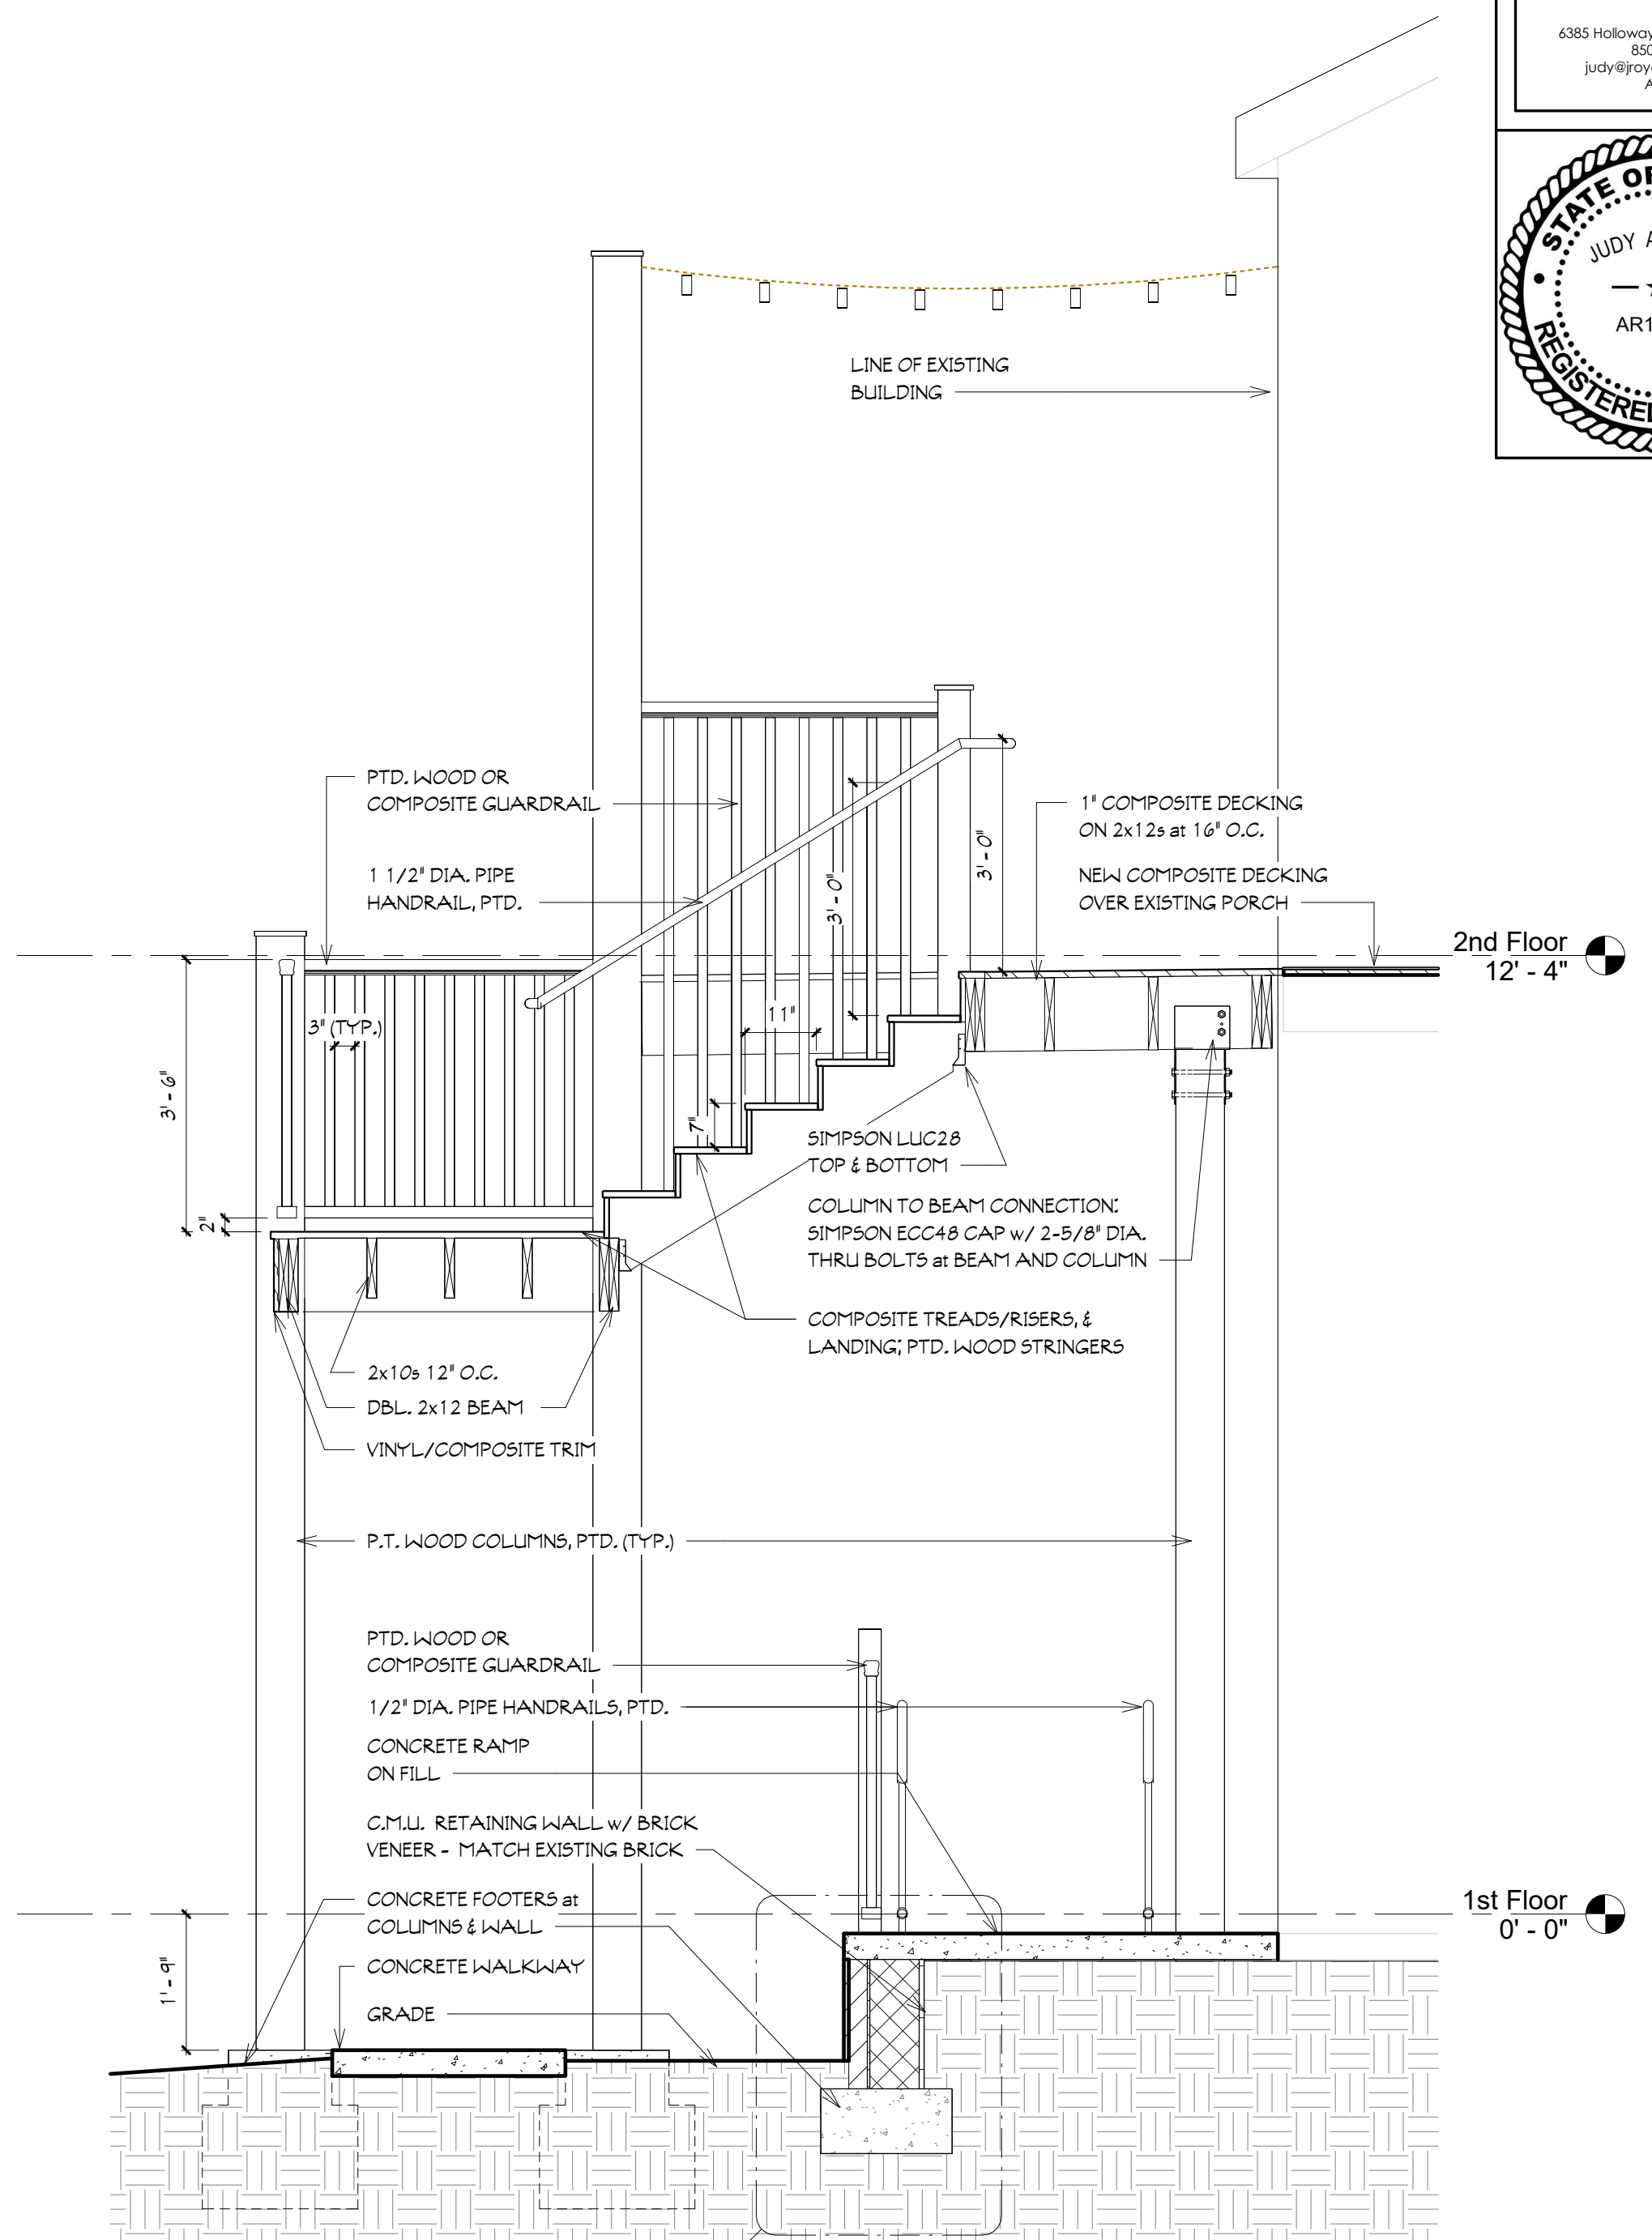 6385 Holloway
850
judy@jroy
A
STATE OF
JUDY A
AR1
REGISTERED
LINE OF EXISTING
BUILDING
PTD. WOOD OR
COMPOSITE GUARDRAIL
1 1/2" DIA. PIPE
HANDRAIL, PTD.
3' - 0"
3' - 0"
1" COMPOSITE DECKING
ON 2x12s at 16" O.C.
NEW COMPOSITE DECKING
OVER EXISTING PORCH
2nd Floor
12' - 4"
3" (TYP.)
11"
3' - 6"
7"
2"
SIMPSON LUC28
TOP & BOTTOM
COLUMN TO BEAM CONNECTION:
SIMPSON ECC48 CAP w/ 2-5/8" DIA.
THRU BOLTS at BEAM AND COLUMN
COMPOSITE TREADS/RISERS, &
LANDING; PTD. WOOD STRINGERS
2x10s 12" O.C.
DBL. 2x12 BEAM
VINYL/COMPOSITE TRIM
P.T. WOOD COLUMNS, PTD. (TYP.)
PTD. WOOD OR
COMPOSITE GUARDRAIL
1/2" DIA. PIPE HANDRAILS, PTD.
CONCRETE RAMP
ON FILL
C.M.U. RETAINING WALL w/ BRICK
VENEER - MATCH EXISTING BRICK
CONCRETE FOOTERS at
COLUMNS & WALL
1st Floor
0' - 0"
CONCRETE WALKWAY
1' - 9"
GRADE